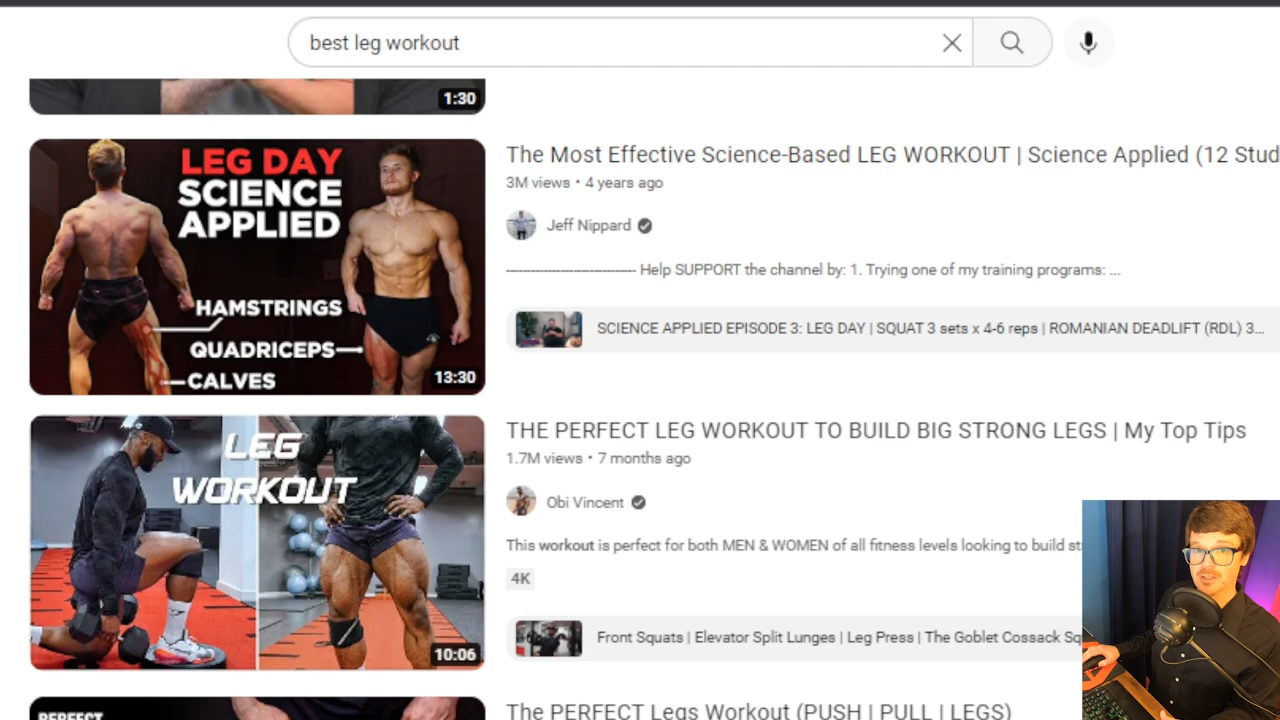 best leg workout
1:30
LEG DAY
SCIENCE
APPLIED
HAMSTRINGS
QUADRICEPS
CALVES
13:30
The Most Effective Science-Based LEG WORKOUT | Science Applied (12 Stud
3M views • 4 years ago
Jeff Nippard
------------------------------- Help SUPPORT the channel by: 1. Trying one of my training programs: ...
SCIENCE APPLIED EPISODE 3: LEG DAY | SQUAT 3 sets x 4-6 reps | ROMANIAN DEADLIFT (RDL) 3...
LEG
WORKOUT
10:06
THE PERFECT LEG WORKOUT TO BUILD BIG STRONG LEGS | My Top Tips
1.7M views • 7 months ago
Obi Vincent
This workout is perfect for both MEN & WOMEN of all fitness levels looking to build st
4K
Front Squats | Elevator Split Lunges | Leg Press | The Goblet Cossack Sq
PERFECT
The PERFECT Legs Workout (PUSH | PULL | LEGS)